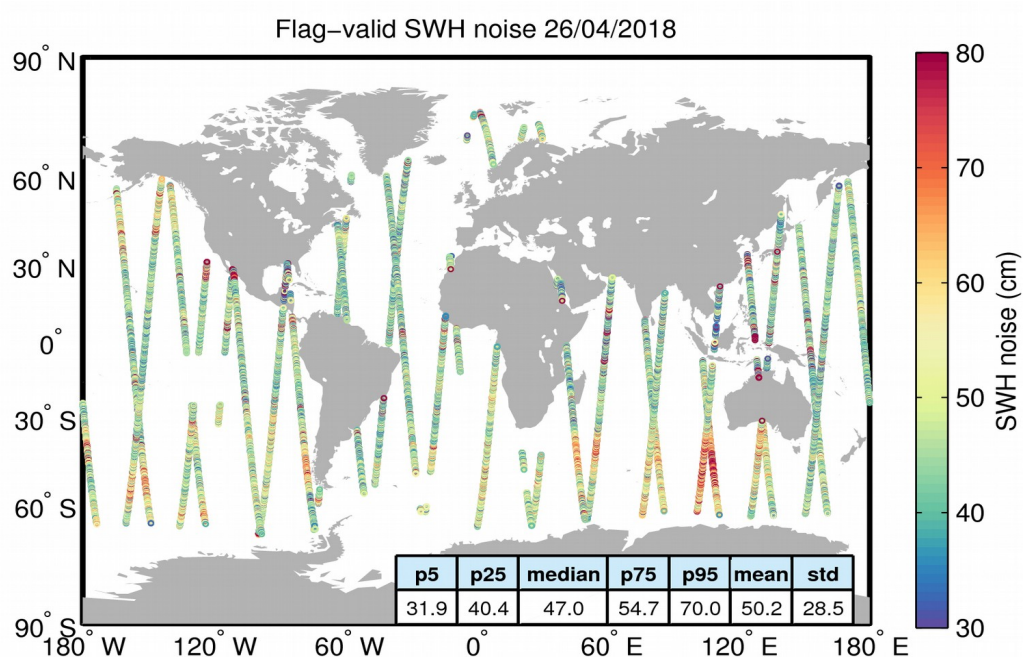 Flag−valid SWH noise 26/04/2018
90° N
60° N
30° N
0°
30° S
60° S
90° S
180° W
120° W
60° W
0°
60° E
120° E
180° E
80
70
60
50
40
30
SWH noise (cm)
p5 p25 median p75 p95 mean std
31.9 40.4 47.0 54.7 70.0 50.2 28.5